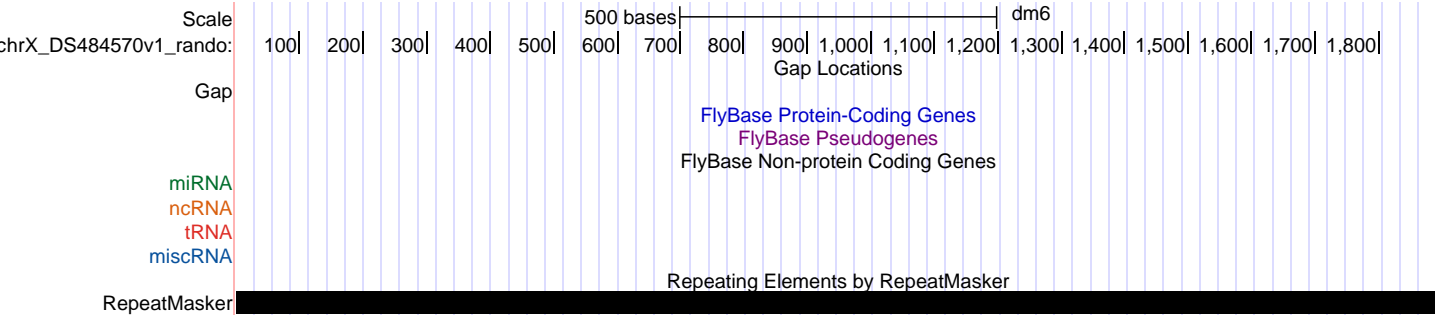 Scale 500 bases dm6
chrX_DS484570v1_rando: 100 200 300 400 500 600 700 800 900 1,000 1,100 1,200 1,300 1,400 1,500 1,600 1,700 1,800
Gap Locations
Gap
FlyBase Protein-Coding Genes
FlyBase Pseudogenes
FlyBase Non-protein Coding Genes
miRNA
ncRNA
tRNA
miscRNA
Repeating Elements by RepeatMasker
RepeatMasker